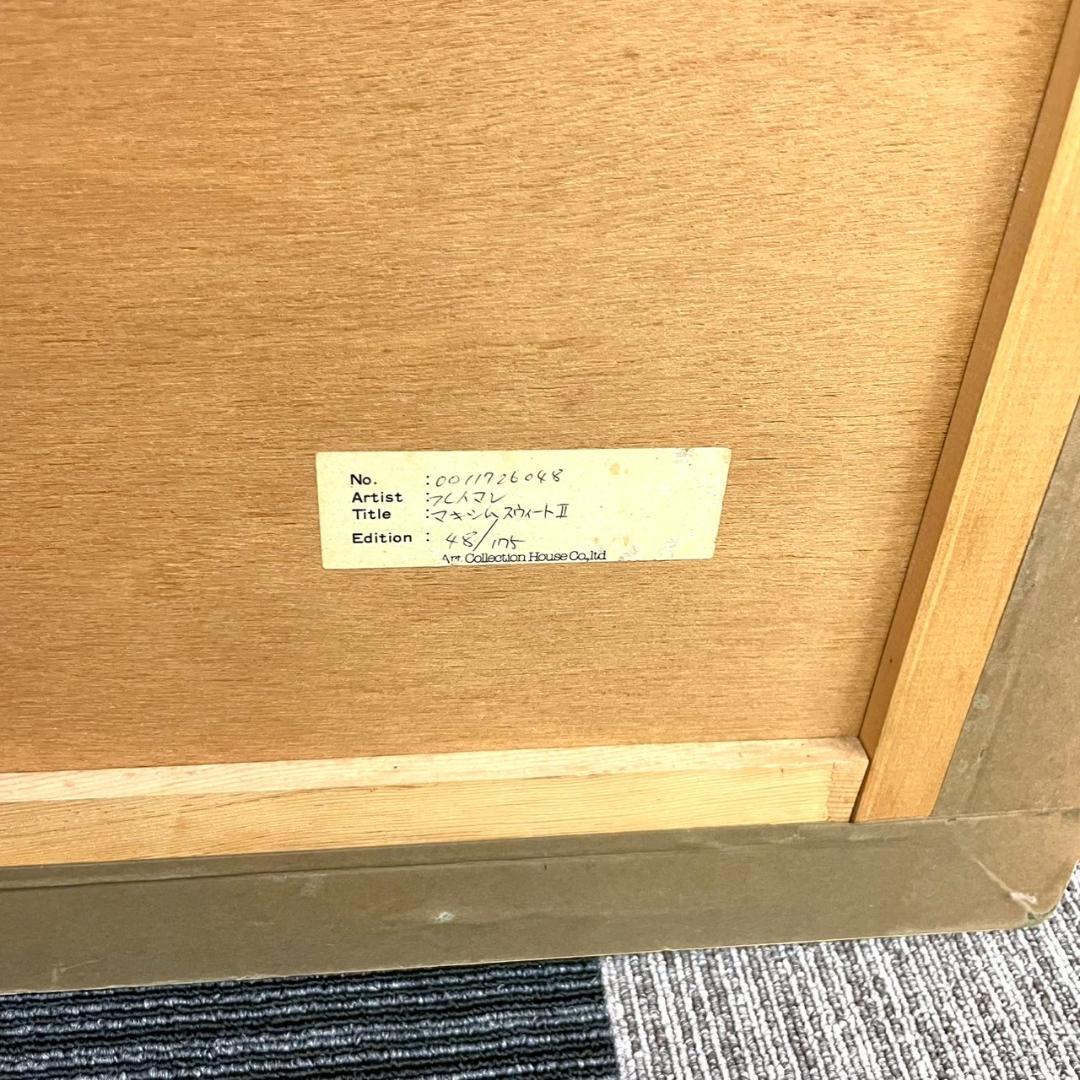 No. : 0011726048
Artist : フレイマン
Title : マキシムスウィートⅡ
Edition : 48/175
Art Collection House Co,ltd